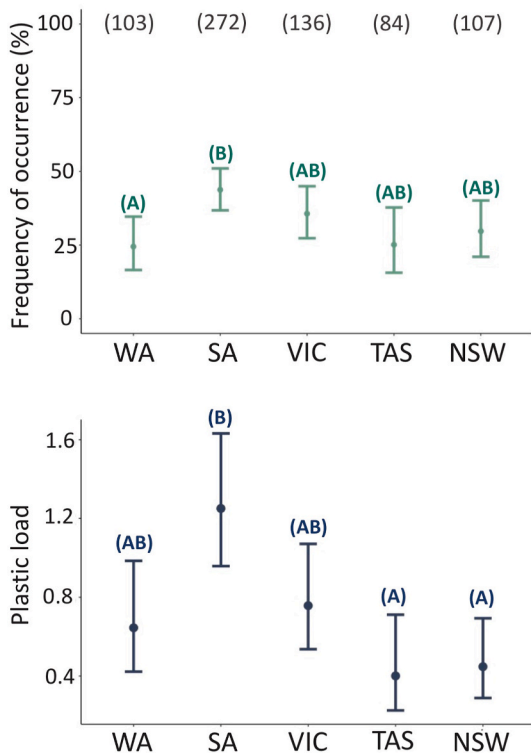 Frequency of occurrence (%)
100 (103) (272) (136) (84) (107)
75
50
25
0
(A) (B) (AB) (AB) (AB)
WA SA VIC TAS NSW
Plastic load
1.6
1.2
0.8
0.4
(AB) (B) (AB) (A) (A)
WA SA VIC TAS NSW